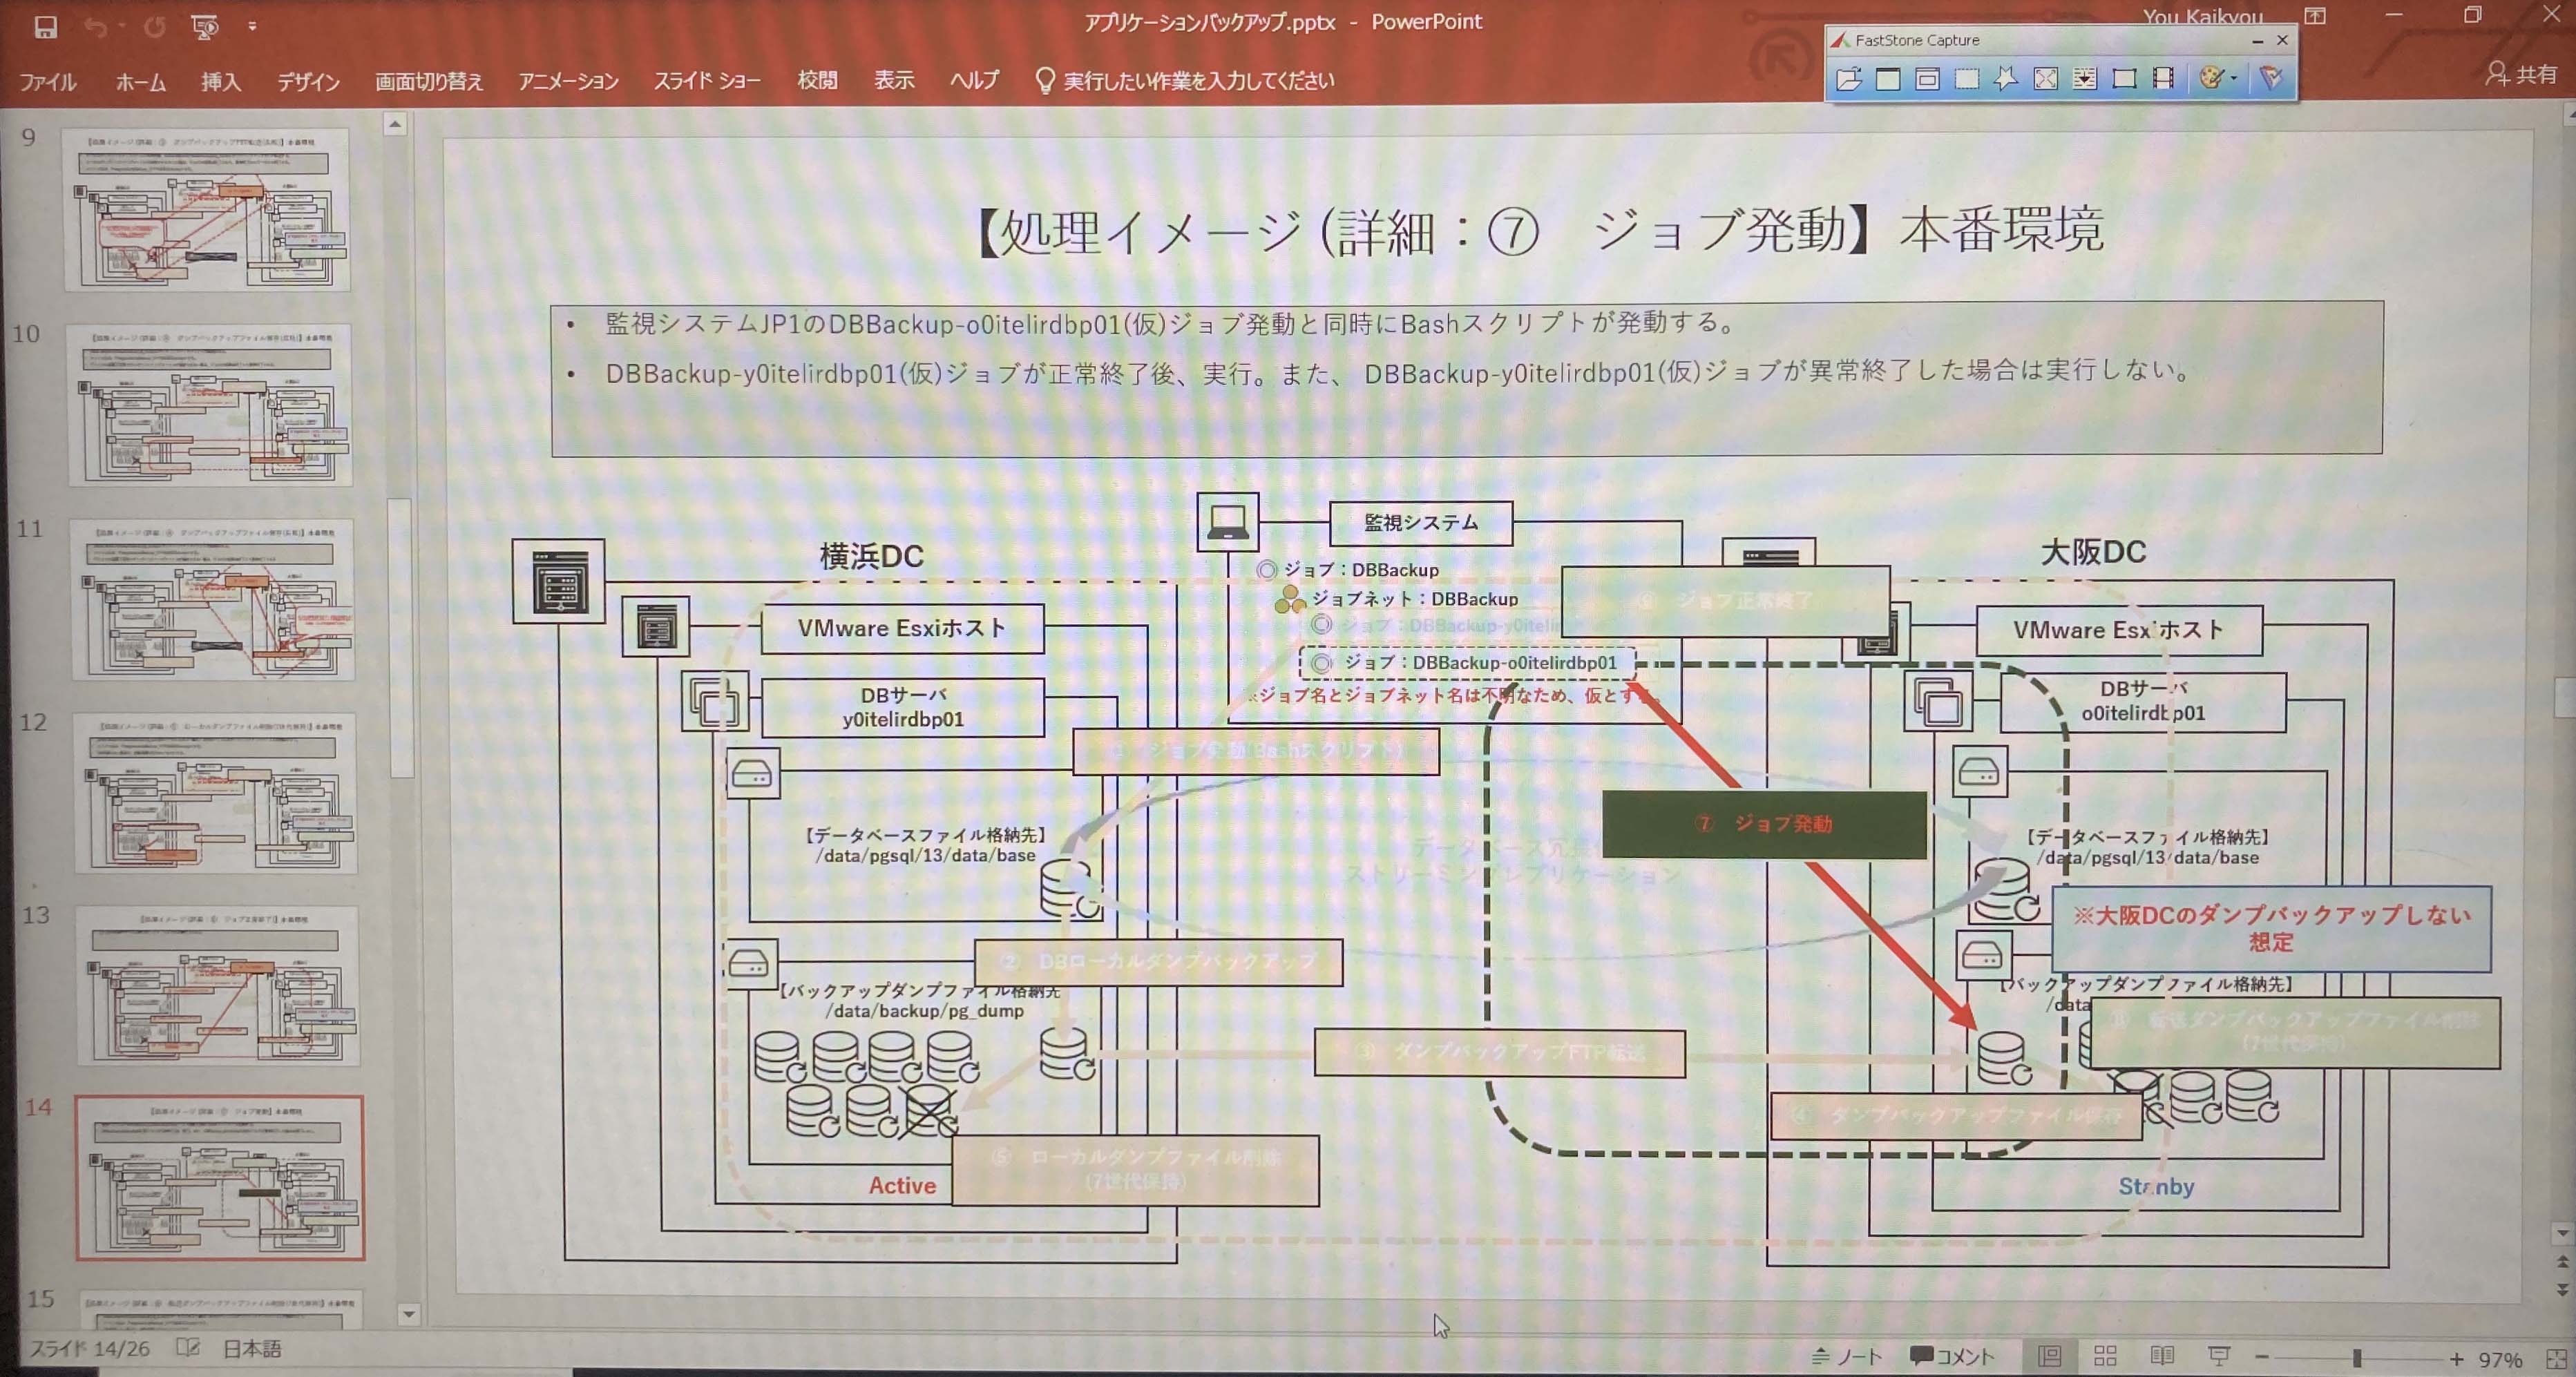 アプリケーションバックアップ.pptx - PowerPoint
You Kaikyou
FastStone Capture
ファイル
ホーム
挿入
デザイン
画面切り替え
アニメーション
スライド ショー
校閲
表示
ヘルプ
実行したい作業を入力してください
共有
9
10
11
12
13
14
15
【処理イメージ (詳細：⑦　ジョブ発動】本番環境
• 監視システムJP1のDBBackup-o0itelirdbp01(仮)ジョブ発動と同時にBashスクリプトが発動する。
• DBBackup-y0itelirdbp01(仮)ジョブが正常終了後、実行。また、 DBBackup-y0itelirdbp01(仮)ジョブが異常終了した場合は実行しない。
監視システム
横浜DC
大阪DC
ジョブ：DBBackup
ジョブネット：DBBackup
ジョブ：DBBackup-y0itelir
ジョブ：DBBackup-o0itelirdbp01
※ジョブ名とジョブネット名は不明なため、仮とする。
ジョブ正常終了
VMware Esxiホスト
VMware Esxiホスト
DBサーバ
y0itelirdbp01
DBサーバ
o0itelirdbp01
ジョブ発動(Bashスクリプト)
⑦　ジョブ発動
【データベースファイル格納先】
/data/pgsql/13/data/base
【データベースファイル格納先】
/data/pgsql/13/data/base
データベース冗
ストリーミングレプリケーション
※大阪DCのダンプバックアップしない
想定
② DBローカルダンプバックアップ
【バックアップダンプファイル格納先
/data/backup/pg_dump
【バックアップダンプファイル格納先】
/data
⑧ 転送ダンプバックアップファイル削除
(7世代保持)
③ ダンプバックアップFTP転送
④ ダンプバックアップファイル保存
⑤ ローカルダンプファイル削除
(7世代保持)
Active
Stanby
スライド 14/26
日本語
ノート
コメント
97%